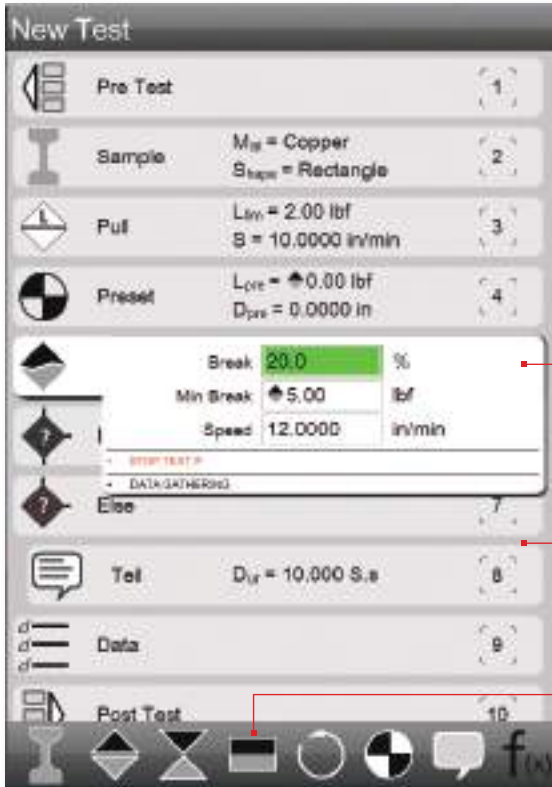 New Test
Pre Test 1
Sample Mtl = Copper 2
Shape = Rectangle
Pull Llim = 2.00 lbf 3
S = 10.0000 in/min
Preset Lpre = 0.00 lbf 4
Dpre = 0.0000 in
Break 20.0 %
Min Break 5.00 lbf
Speed 12.0000 in/min
STOP TEST IF
DATA GATHERING
Else 7
Tell Dur = 10.000 S.s 8
d
d Data 9
d
Post Test 10
f(x)